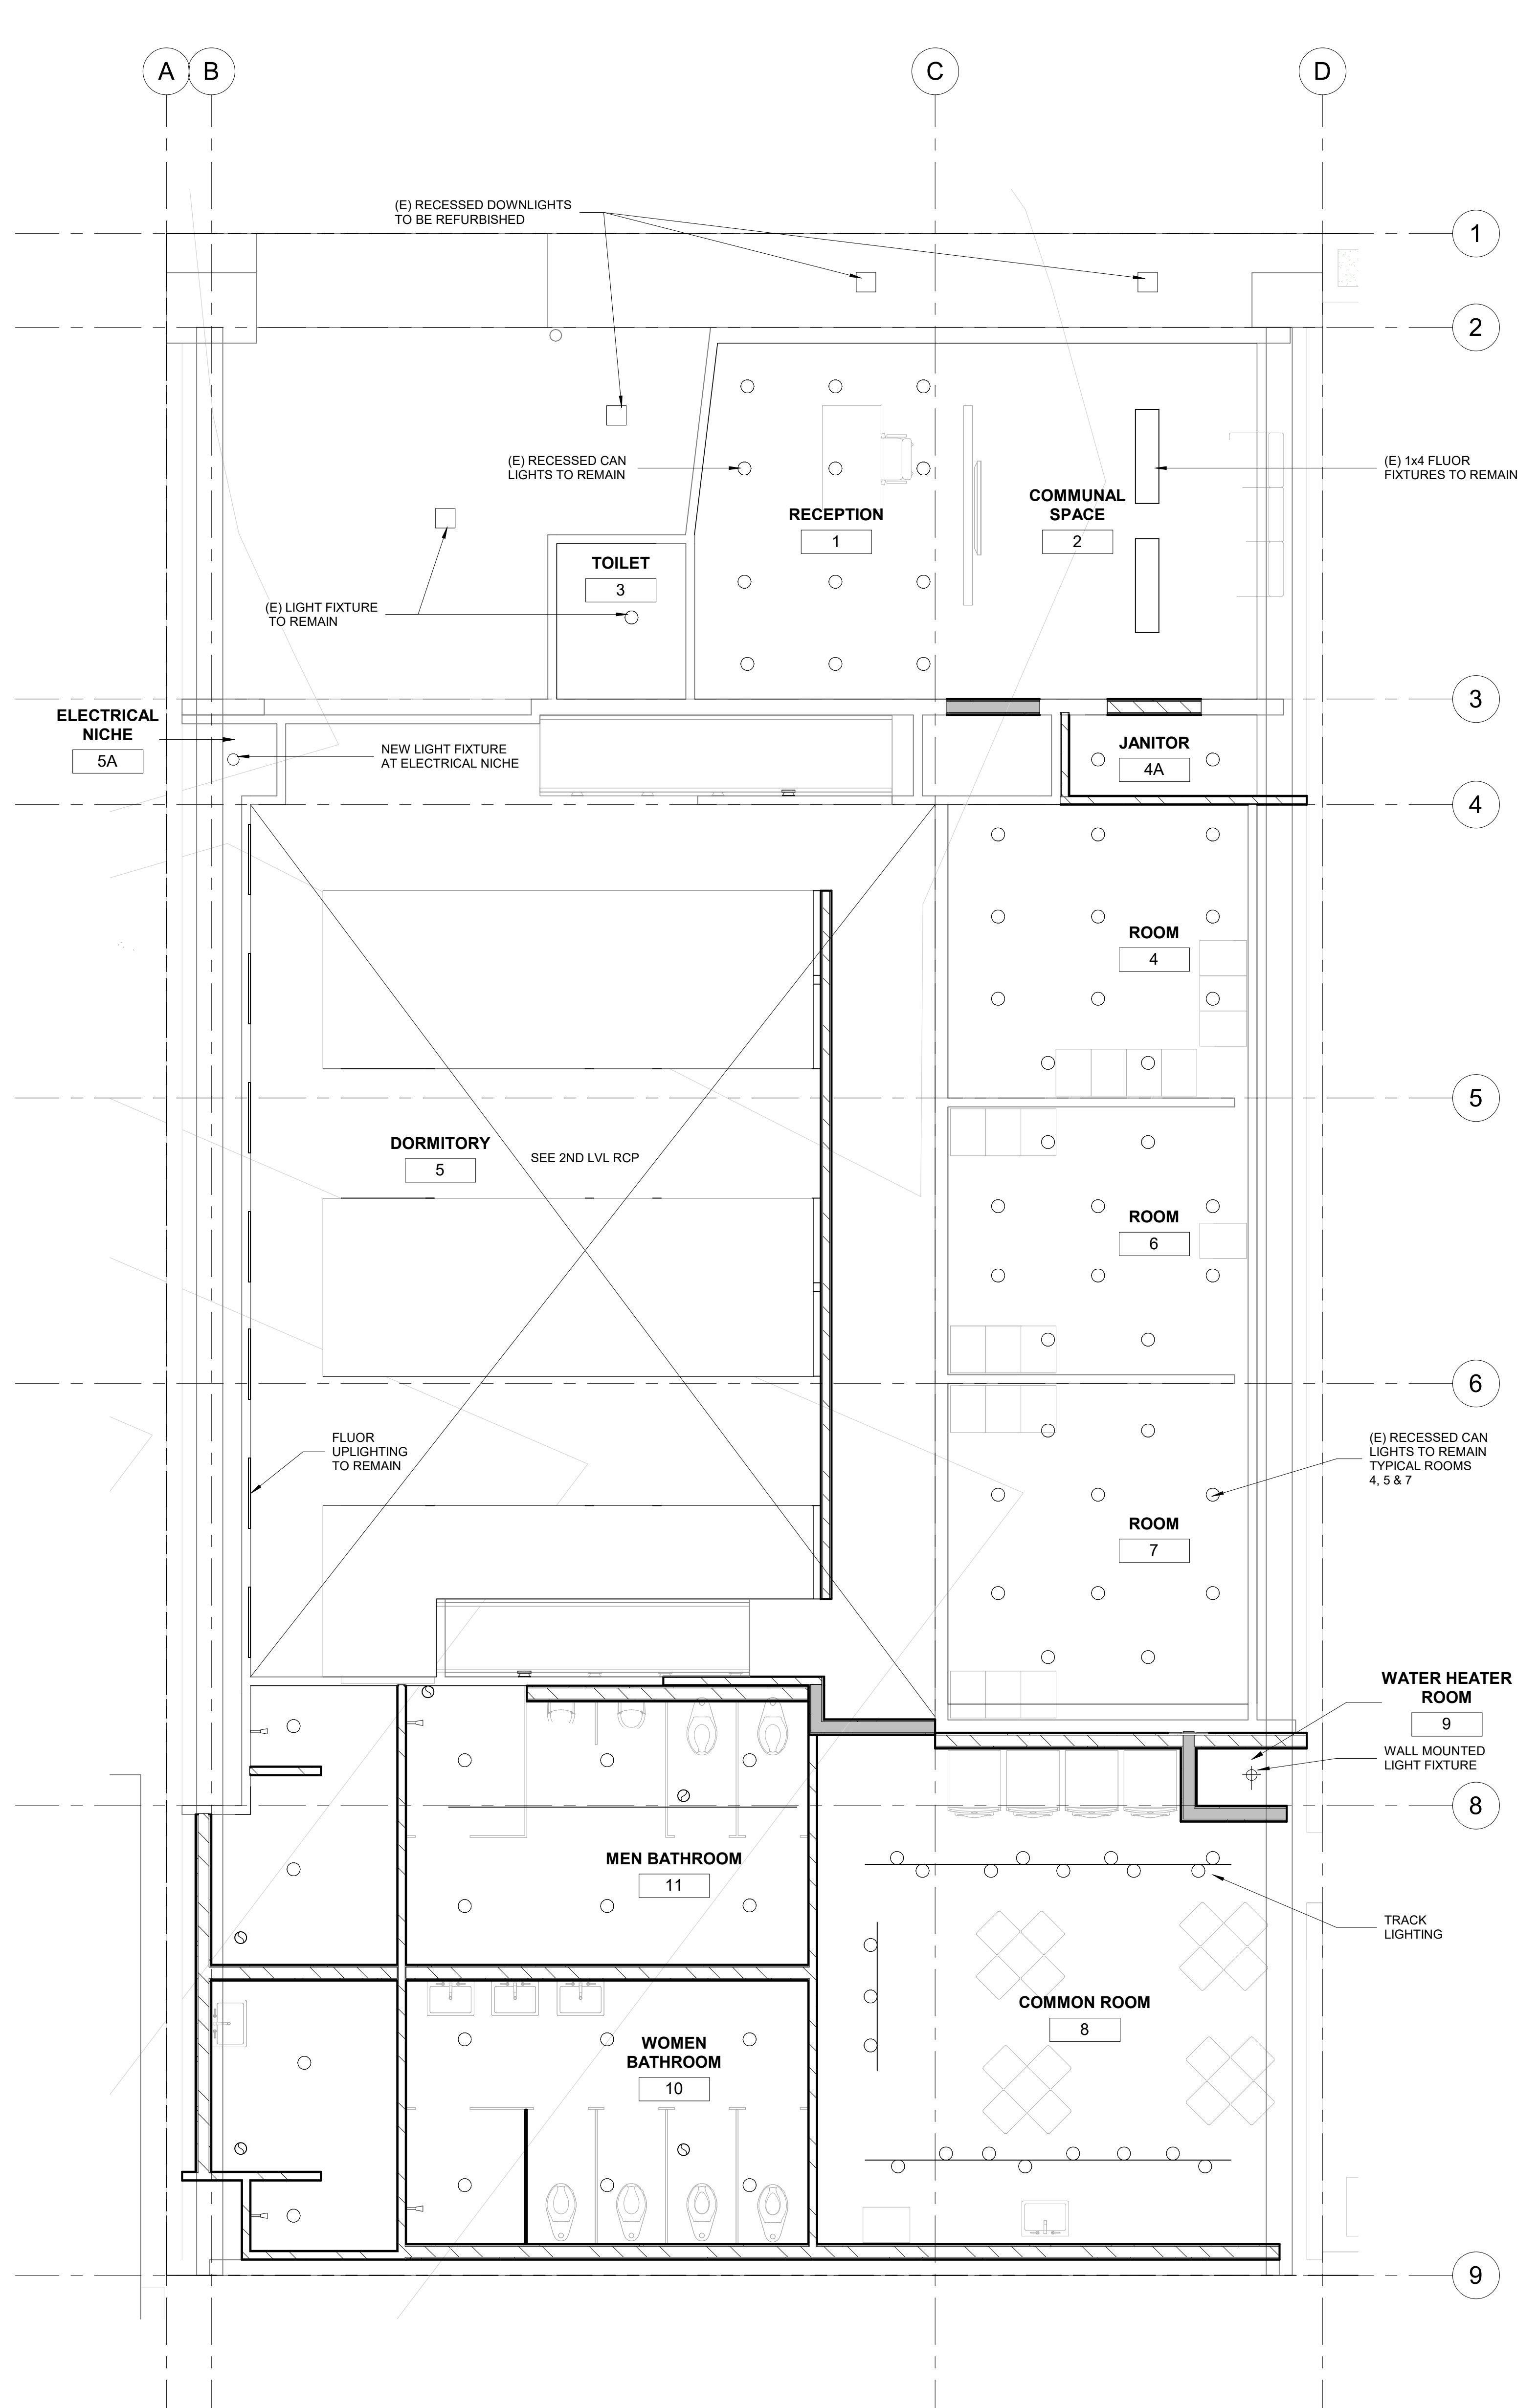 A
B
C
D
(E) RECESSED DOWNLIGHTS
TO BE REFURBISHED
1
2
(E) RECESSED CAN
LIGHTS TO REMAIN
(E) 1x4 FLUOR
FIXTURES TO REMAIN
RECEPTION
1
COMMUNAL
SPACE
2
TOILET
3
(E) LIGHT FIXTURE
TO REMAIN
3
ELECTRICAL
NICHE
5A
NEW LIGHT FIXTURE
AT ELECTRICAL NICHE
JANITOR
4A
4
ROOM
4
5
DORMITORY
5
SEE 2ND LVL RCP
ROOM
6
6
FLUOR
UPLIGHTING
TO REMAIN
(E) RECESSED CAN
LIGHTS TO REMAIN
TYPICAL ROOMS
4, 5 & 7
ROOM
7
WATER HEATER
ROOM
9
WALL MOUNTED
LIGHT FIXTURE
8
MEN BATHROOM
11
TRACK
LIGHTING
COMMON ROOM
8
WOMEN
BATHROOM
10
9